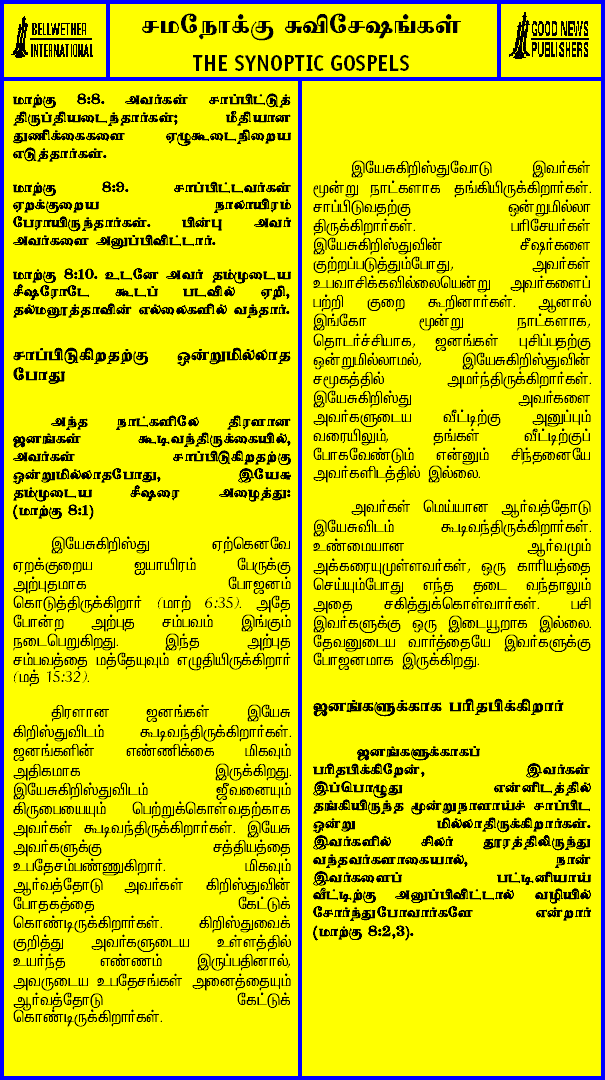 BELLWETHER
INTERNATIONAL
சமநோக்கு சுவிசேஷங்கள்
THE SYNOPTIC GOSPELS
GOOD NEWS
PUBLISHERS
மாற்கு 8:8. அவர்கள் சாப்பிட்டுத்
திருப்தியடைந்தார்கள்; மீதியான
துணிக்கைகளை ஏழுகூடைநிறைய
எடுத்தார்கள்.
மாற்கு 8:9. சாப்பிட்டவர்கள்
ஏறக்குறைய நாலாயிரம்
பேராயிருந்தார்கள். பின்பு அவர்
அவர்களை அனுப்பிவிட்டார்.
மாற்கு 8:10. உடனே அவர் தம்முடைய
சீஷரோடே கூடப் படவில் ஏறி,
தல்மனூத்தாவின் எல்லைகளில் வந்தார்.
சாப்பிடுகிறதற்கு ஒன்றுமில்லாத
போது
அந்த நாட்களிலே திரளான
ஜனங்கள் கூடிவந்திருக்கையில்,
அவர்கள் சாப்பிடுகிறதற்கு
ஒன்றுமில்லாதபோது, இயேசு
தம்முடைய சீஷரை அழைத்து:
(மாற்கு 8:1)
இயேசுகிறிஸ்து ஏற்கெனவே
ஏறக்குறைய ஐயாயிரம் பேருக்கு
அற்புதமாக போஜனம்
கொடுத்திருக்கிறார் (மாற் 6:35). அதே
போன்ற அற்புத சம்பவம் இங்கும்
நடைபெறுகிறது. இந்த அற்புத
சம்பவத்தை மத்தேயுவும் எழுதியிருக்கிறார்
(மத் 15:32).
திரளான ஜனங்கள் இயேசு
கிறிஸ்துவிடம் கூடிவந்திருக்கிறார்கள்.
ஜனங்களின் எண்ணிக்கை மிகவும்
அதிகமாக இருக்கிறது.
இயேசுகிறிஸ்துவிடம் ஜீவனையும்
கிருபையையும் பெற்றுக்கொள்வதற்காக
அவர்கள் கூடிவந்திருக்கிறார்கள். இயேசு
அவர்களுக்கு சத்தியத்தை
உபதேசம்பண்ணுகிறார். மிகவும்
ஆர்வத்தோடு அவர்கள் கிறிஸ்துவின்
போதகத்தை கேட்டுக்
கொண்டிருக்கிறார்கள். கிறிஸ்துவைக்
குறித்து அவர்களுடைய உள்ளத்தில்
உயர்ந்த எண்ணம் இருப்பதினால்,
அவருடைய உபதேசங்கள் அனைத்தையும்
ஆர்வத்தோடு கேட்டுக்
கொண்டிருக்கிறார்கள்.
இயேசுகிறிஸ்துவோடு இவர்கள்
மூன்று நாட்களாக தங்கியிருக்கிறார்கள்.
சாப்பிடுவதற்கு ஒன்றுமில்லா
திருக்கிறார்கள். பரிசேயர்கள்
இயேசுகிறிஸ்துவின் சீஷர்களை
குற்றப்படுத்தும்போது, அவர்கள்
உபவாசிக்கவில்லையென்று அவர்களைப்
பற்றி குறை கூறினார்கள். ஆனால்
இங்கோ மூன்று நாட்களாக,
தொடர்ச்சியாக, ஜனங்கள் புசிப்பதற்கு
ஒன்றுமில்லாமல், இயேசுகிறிஸ்துவின்
சமூகத்தில் அமர்ந்திருக்கிறார்கள்.
இயேசுகிறிஸ்து அவர்களை
அவர்களுடைய வீட்டிற்கு அனுப்பும்
வரையிலும், தங்கள் வீட்டிற்குப்
போகவேண்டும் என்னும் சிந்தனையே
அவர்களிடத்தில் இல்லை.
அவர்கள் மெய்யான ஆர்வத்தோடு
இயேசுவிடம் கூடிவந்திருக்கிறார்கள்.
உண்மையான ஆர்வமும்
அக்கரையுமுள்ளவர்கள், ஒரு காரியத்தை
செய்யும்போது எந்த தடை வந்தாலும்
அதை சகித்துக்கொள்வார்கள். பசி
இவர்களுக்கு ஒரு இடையூறாக இல்லை.
தேவனுடைய வார்த்தையே இவர்களுக்கு
போஜனமாக இருக்கிறது.
ஜனங்களுக்காக பரிதபிக்கிறார்
ஜனங்களுக்காகப்
பரிதபிக்கிறேன், இவர்கள்
இப்பொழுது என்னிடத்தில்
தங்கியிருந்த மூன்றுநாளாய்ச் சாப்பிட
ஒன்று மில்லாதிருக்கிறார்கள்.
இவர்களில் சிலர் தூரத்திலிருந்து
வந்தவர்களாகையால், நான்
இவர்களைப் பட்டினியாய்
வீட்டிற்கு அனுப்பிவிட்டால் வழியில்
சோர்ந்துபோவார்களே என்றார்
(மாற்கு 8:2,3).